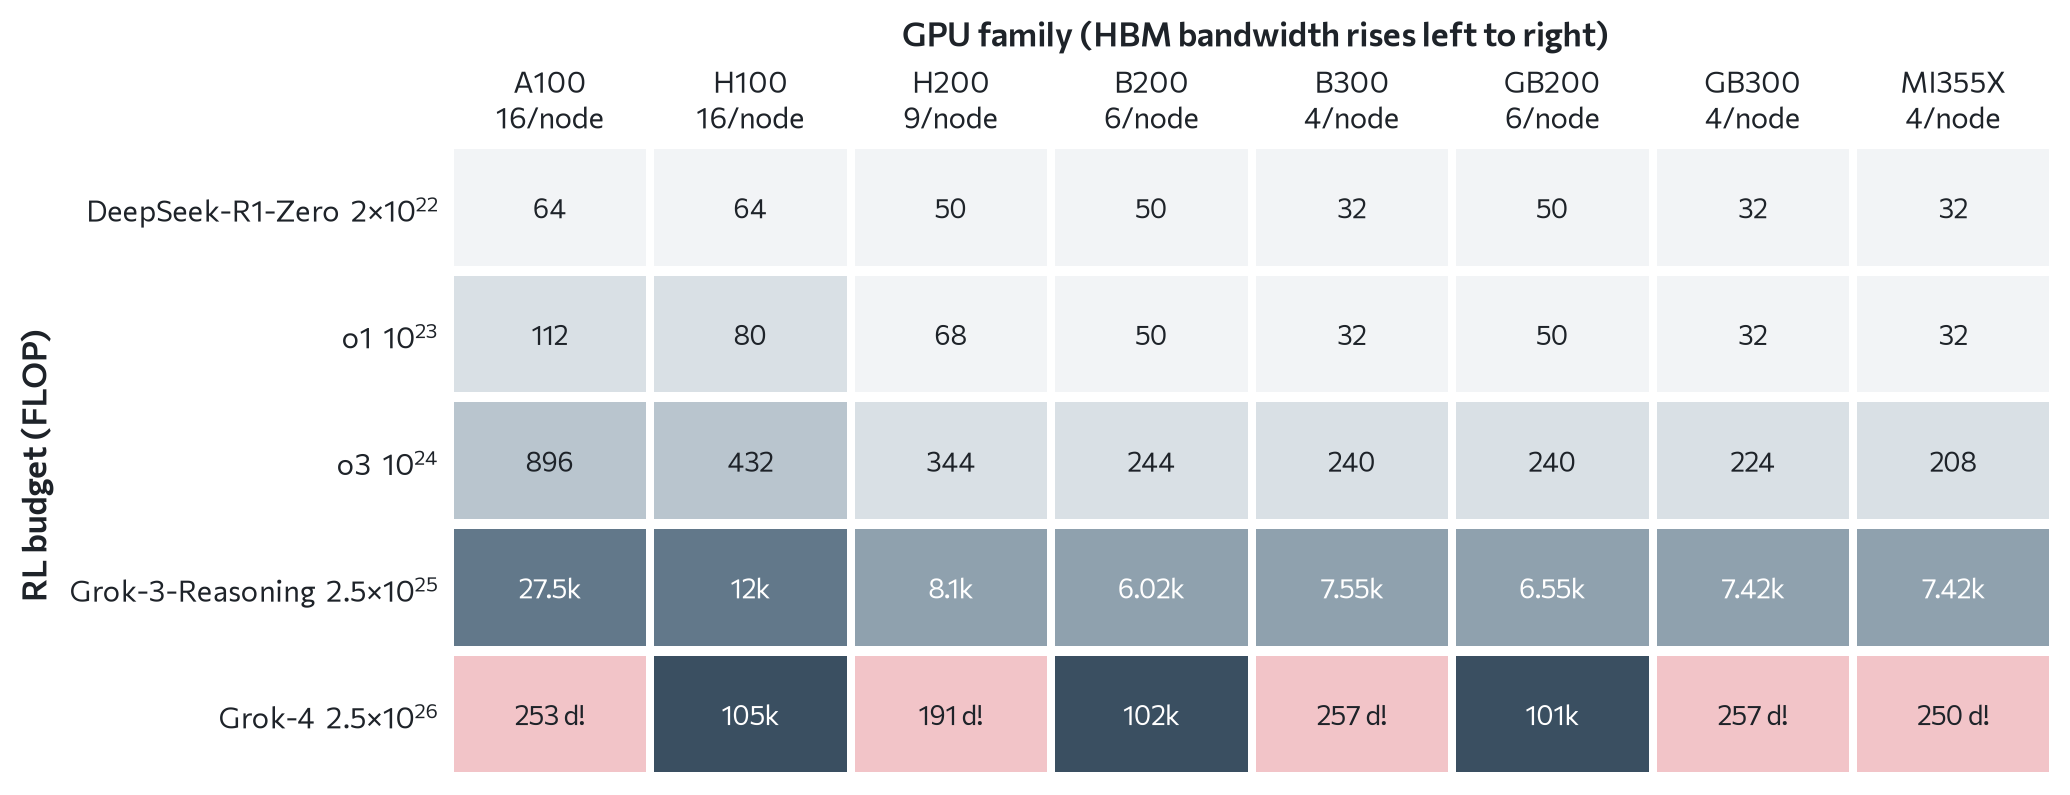 GPU family (HBM bandwidth rises left to right)
A100 H100 H200 B200 B300 GB200 GB300 MI355X
16/node 16/node 9/node 6/node 4/node 6/node 4/node 4/node
RL budget (FLOP)
DeepSeek-R1-Zero 2×10²² 64 64 50 50 32 50 32 32
o1 10²³ 112 80 68 50 32 50 32 32
o3 10²⁴ 896 432 344 244 240 240 224 208
Grok-3-Reasoning 2.5×10²⁵ 27.5k 12k 8.1k 6.02k 7.55k 6.55k 7.42k 7.42k
Grok-4 2.5×10²⁶ 253 d! 105k 191 d! 102k 257 d! 101k 257 d! 250 d!